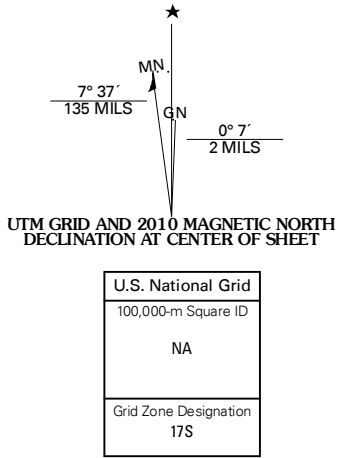 ★
MN
7° 37´
135 MILS
GN
0° 7´
2 MILS
UTM GRID AND 2010 MAGNETIC NORTH
DECLINATION AT CENTER OF SHEET
U.S. National Grid
100,000-m Square ID
NA
Grid Zone Designation
17S